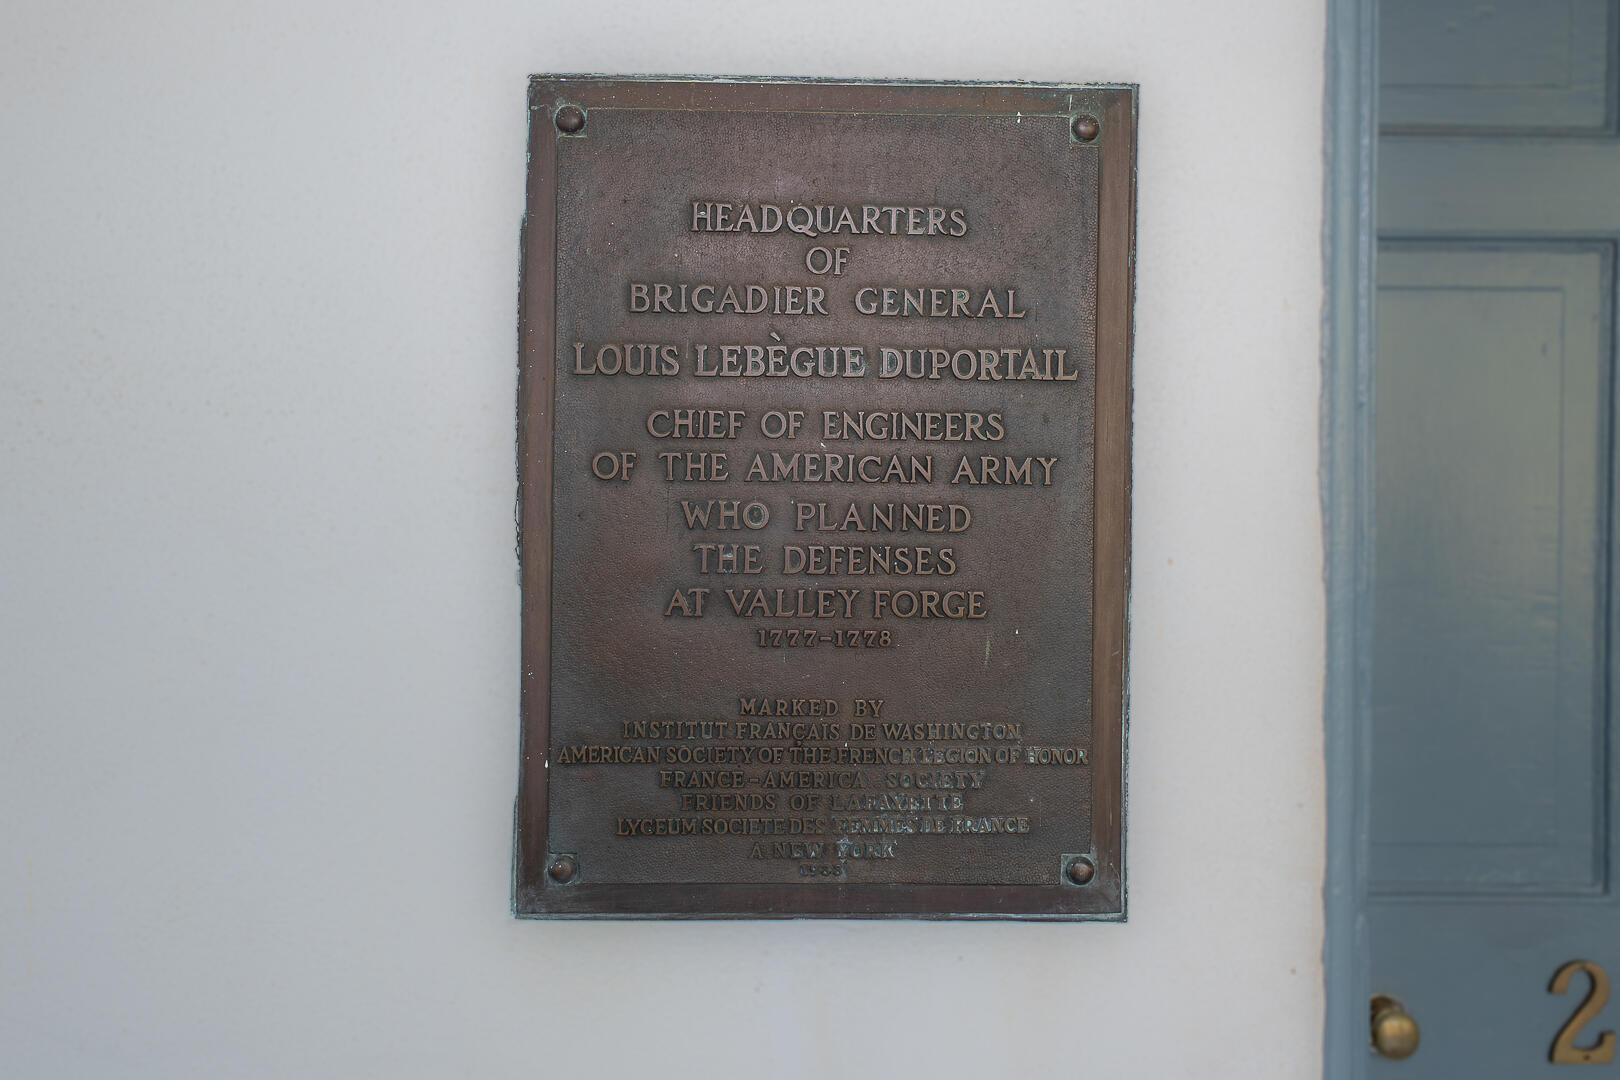 HEADQUARTERS
OF
BRIGADIER GENERAL
LOUIS LEBÈGUE DUPORTAIL
CHIEF OF ENGINEERS
OF THE AMERICAN ARMY
WHO PLANNED
THE DEFENSES
AT VALLEY FORGE
1777-1778
MARKED BY
INSTITUT FRANÇAIS DE WASHINGTON
AMERICAN SOCIETY OF THE FRENCH LEGION OF HONOR
FRANCE-AMERICA SOCIETY
FRIENDS OF LAFAYETTE
LYCEUM SOCIETE DES FEMMES DE FRANCE
A NEW YORK
2